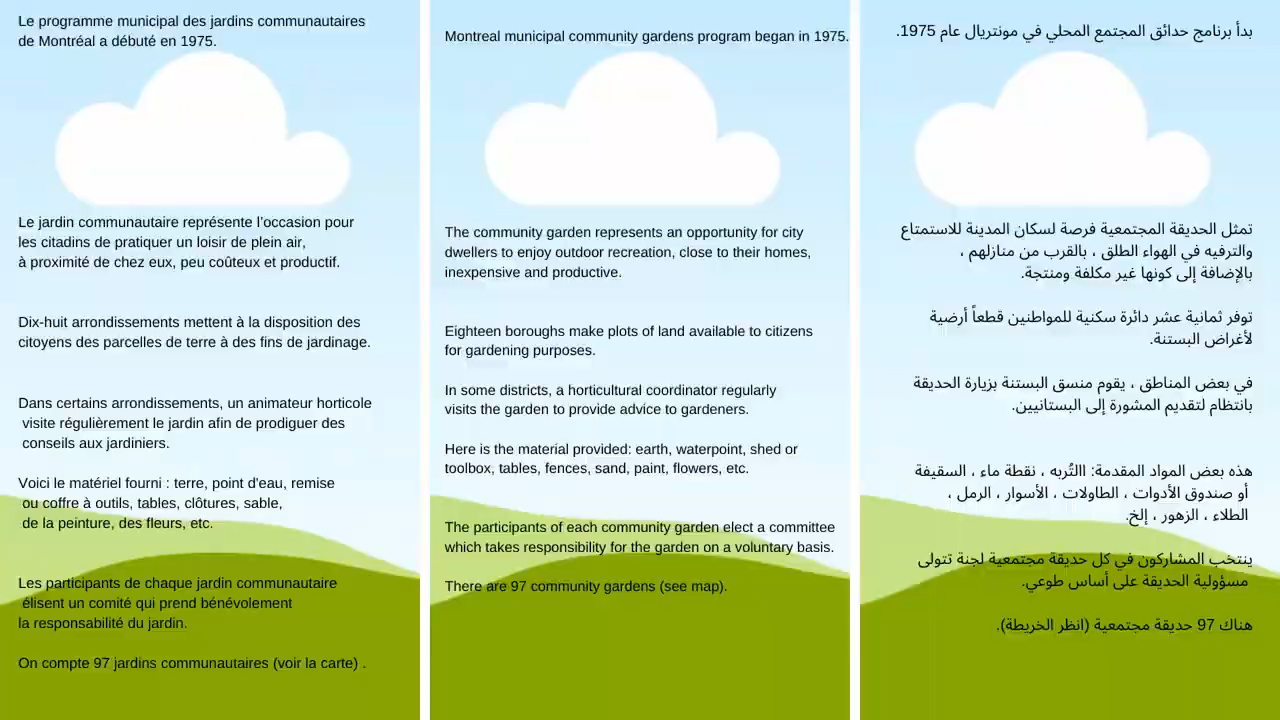 Le programme municipal des jardins communautaires
de Montréal a débuté en 1975.
Le jardin communautaire représente l'occasion pour
les citadins de pratiquer un loisir de plein air,
à proximité de chez eux, peu coûteux et productif.
Dix-huit arrondissements mettent à la disposition des
citoyens des parcelles de terre à des fins de jardinage.
Dans certains arrondissements, un animateur horticole
visite régulièrement le jardin afin de prodiguer des
conseils aux jardiniers.
Voici le matériel fourni : terre, point d'eau, remise
ou coffre à outils, tables, clôtures, sable,
de la peinture, des fleurs, etc.
Les participants de chaque jardin communautaire
élisent un comité qui prend bénévolement
la responsabilité du jardin.
On compte 97 jardins communautaires (voir la carte) .
Montreal municipal community gardens program began in 1975.
The community garden represents an opportunity for city
dwellers to enjoy outdoor recreation, close to their homes,
inexpensive and productive.
Eighteen boroughs make plots of land available to citizens
for gardening purposes.
In some districts, a horticultural coordinator regularly
visits the garden to provide advice to gardeners.
Here is the material provided: earth, waterpoint, shed or
toolbox, tables, fences, sand, paint, flowers, etc.
The participants of each community garden elect a committee
which takes responsibility for the garden on a voluntary basis.
There are 97 community gardens (see map).
بدأ برنامج حدائق المجتمع المحلي في مونتريال عام 1975.
تمثل الحديقة المجتمعية فرصة لسكان المدينة للاستمتاع
والترفيه في الهواء الطلق ، بالقرب من منازلهم ،
بالإضافة إلى كونها غير مكلفة ومنتجة.
توفر ثمانية عشر دائرة سكنية للمواطنين قطعاً أرضية
لأغراض البستنة.
في بعض المناطق ، يقوم منسق البستنة بزيارة الحديقة
بانتظام لتقديم المشورة إلى البستانيين.
هذه بعض المواد المقدمة: االتُربه ، نقطة ماء ، السقيفة
أو صندوق الأدوات ، الطاولات ، الأسوار ، الرمل ،
الطلاء ، الزهور ، إلخ.
ينتخب المشاركون في كل حديقة مجتمعية لجنة تتولى
مسؤولية الحديقة على أساس طوعي.
هناك 97 حديقة مجتمعية (انظر الخريطة).